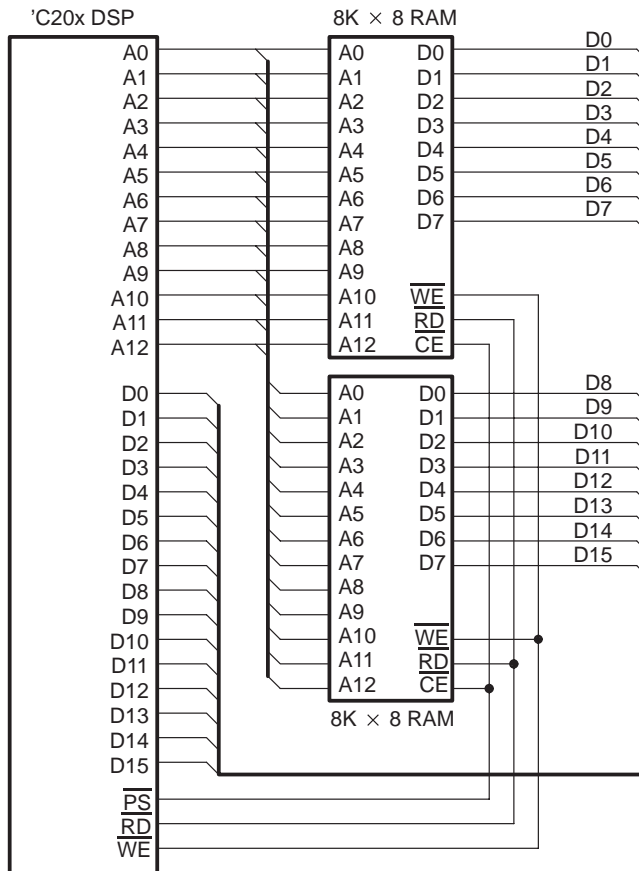 'C20x DSP
A0
A1
A2
A3
A4
A5
A6
A7
A8
A9
A10
A11
A12
D0
D1
D2
D3
D4
D5
D6
D7
D8
D9
D10
D11
D12
D13
D14
D15
PS
RD
WE
8K × 8 RAM
A0 D0
A1 D1
A2 D2
A3 D3
A4 D4
A5 D5
A6 D6
A7 D7
A8
A9
A10 WE
A11 RD
A12 CE
D0
D1
D2
D3
D4
D5
D6
D7
A0 D0
A1 D1
A2 D2
A3 D3
A4 D4
A5 D5
A6 D6
A7 D7
A8
A9
A10 WE
A11 RD
A12 CE
8K × 8 RAM
D8
D9
D10
D11
D12
D13
D14
D15